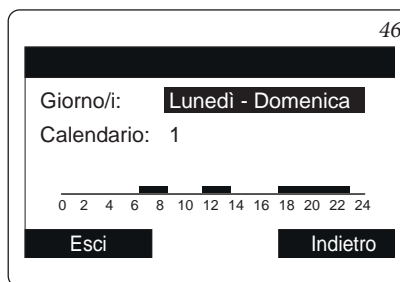 46
Giorno/i: Lunedì - Domenica
Calendario: 1
0 2 4 6 8 10 12 14 16 18 20 22 24
Esci Indietro